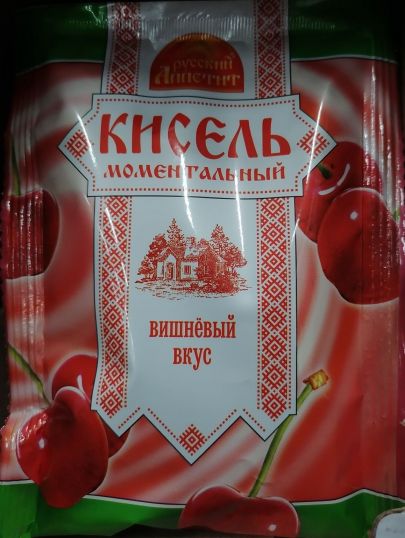 русский
Аппетит
КИСЕЛЬ
МОМЕНТАЛЬНЫЙ
ВИШНЁВЫЙ
ВКУС